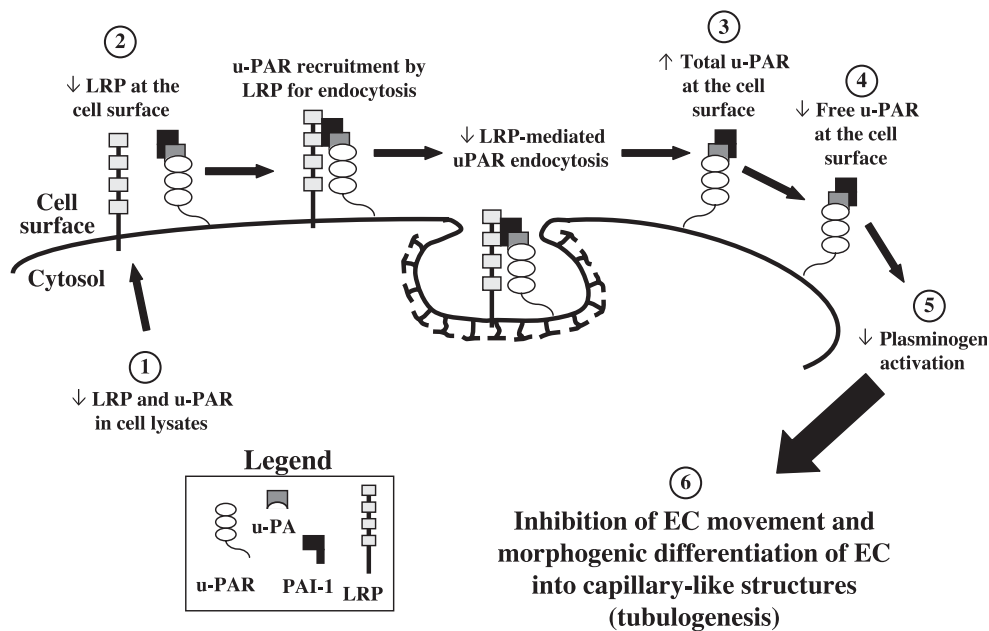 2
↓ LRP at the
cell surface
u-PAR recruitment by
LRP for endocytosis
↓ LRP-mediated
uPAR endocytosis
3
↑ Total u-PAR
at the cell
surface
4
↓ Free u-PAR
at the cell
surface
Cell
surface
Cytosol
1
↓ LRP and u-PAR
in cell lysates
5
↓ Plasminogen
activation
Legend
u-PAR
u-PA
PAI-1
LRP
6
Inhibition of EC movement and
morphogenic differentiation of EC
into capillary-like structures
(tubulogenesis)